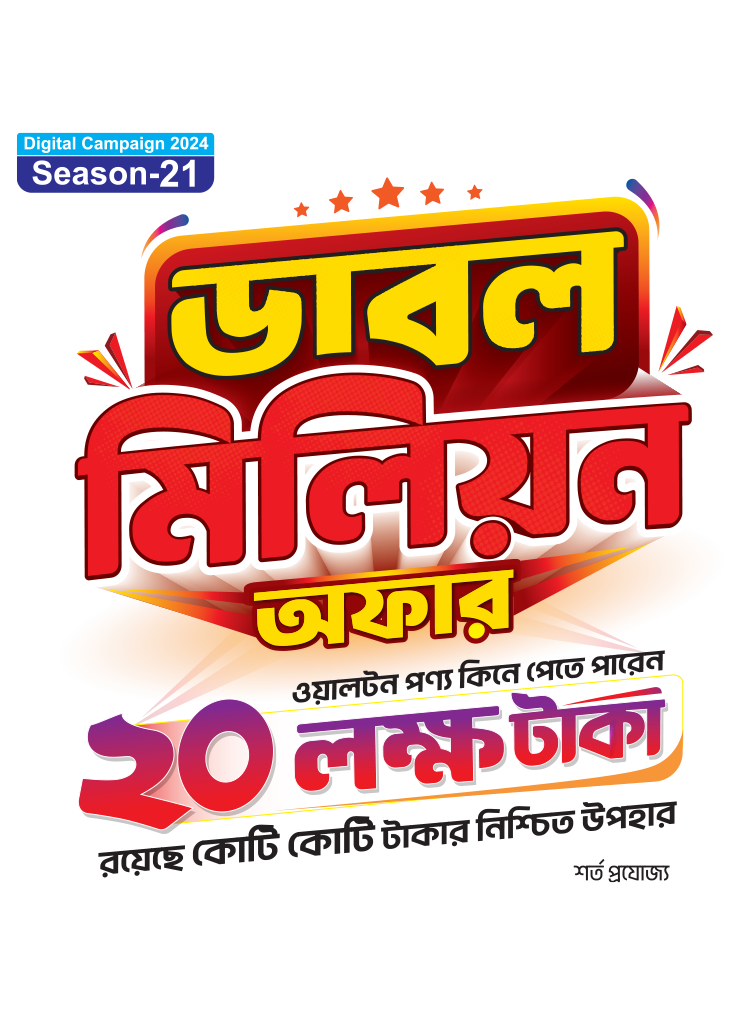 Digital Campaign 2024
Season-21
ডাবল
মিলিয়ন
অফার
ওয়ালটন পণ্য কিনে পেতে পারেন
২০ লক্ষ টাকা
রয়েছে কোটি কোটি টাকার নিশ্চিত উপহার
শর্ত প্রযোজ্য